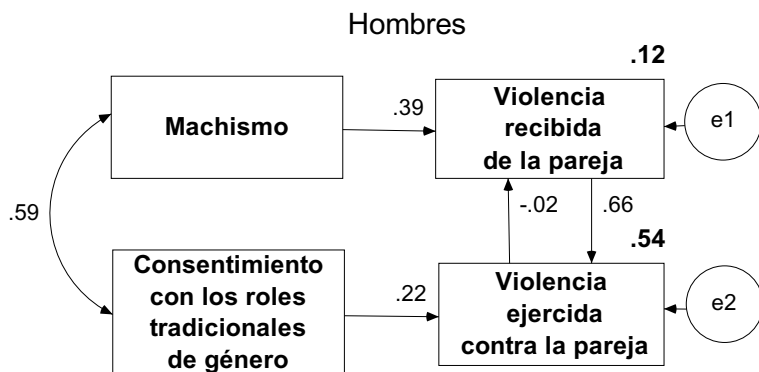 Hombres
.12
Machismo
.39
Violencia
recibida
de la pareja
e1
.59
-.02
.66
.54
Consentimiento
con los roles
tradicionales
de género
.22
Violencia
ejercida
contra la pareja
e2